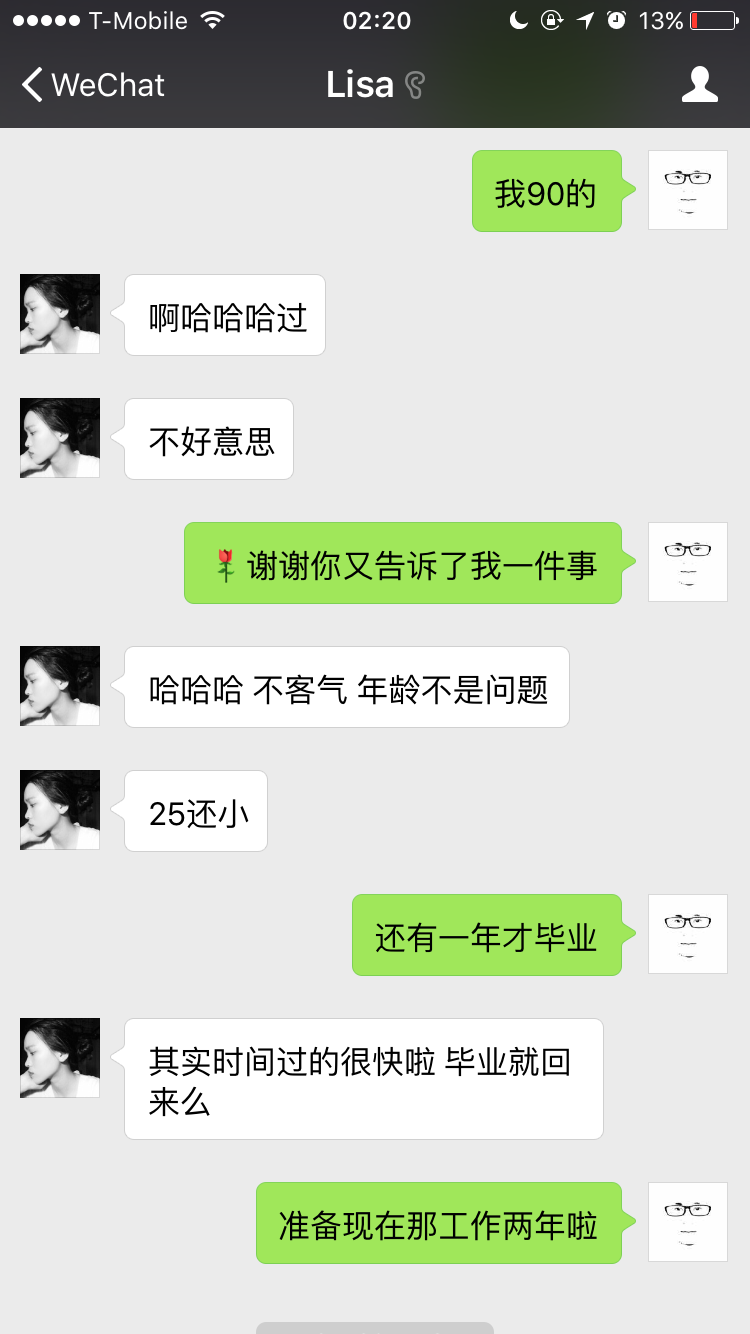 T-Mobile 02:20 13%
WeChat Lisa
我90的
啊哈哈哈过
不好意思
🌹谢谢你又告诉了我一件事
哈哈哈 不客气 年龄不是问题
25还小
还有一年才毕业
其实时间过的很快啦 毕业就回
来么
准备现在那工作两年啦